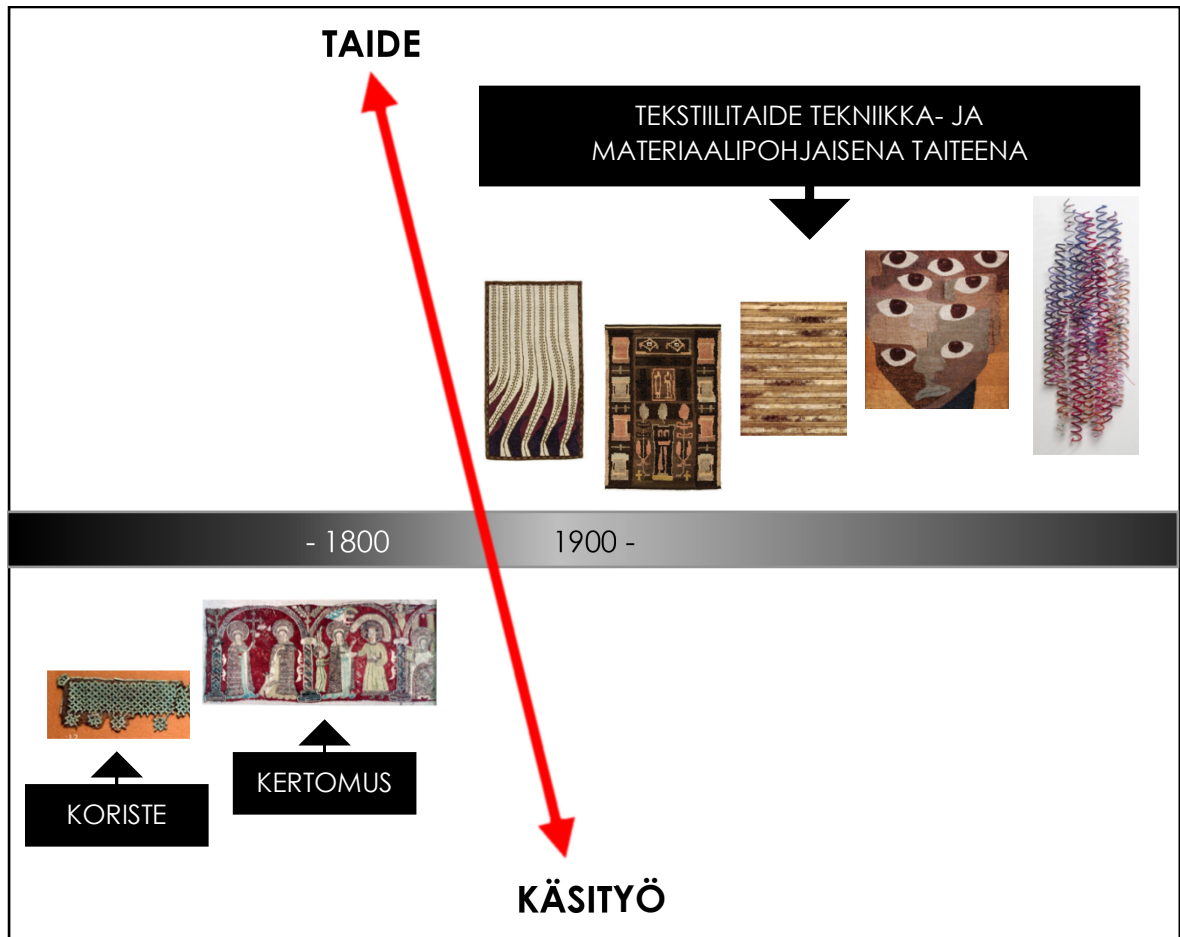 TAIDE
TEKSTIILITAIDE TEKNIIKKA- JA
MATERIAALIPOHJAISENA TAITEENA
- 1800
1900 -
KERTOMUS
KORISTE
KÄSITYÖ